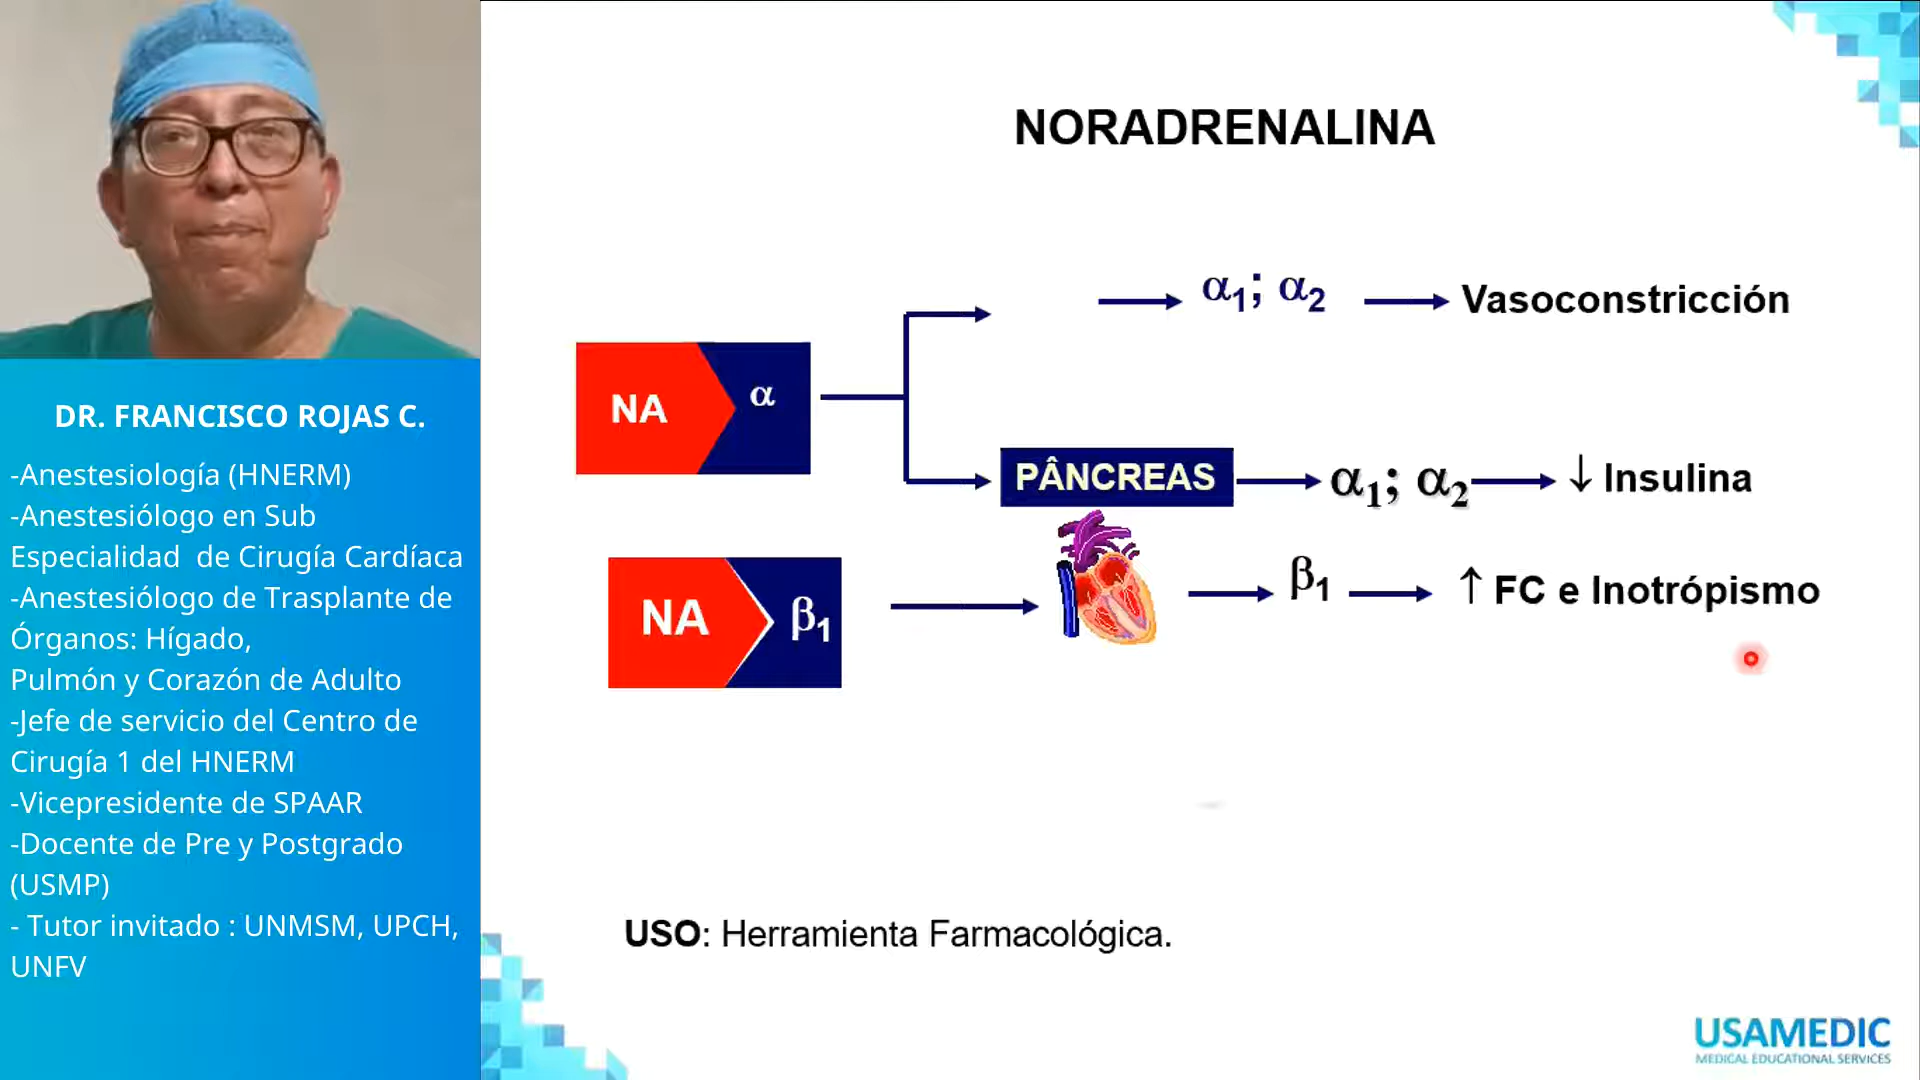 DR. FRANCISCO ROJAS C.
-Anestesiología (HNERM)
-Anestesiólogo en Sub
Especialidad de Cirugía Cardíaca
-Anestesiólogo de Trasplante de
Órganos: Hígado,
Pulmón y Corazón de Adulto
-Jefe de servicio del Centro de
Cirugía 1 del HNERM
-Vicepresidente de SPAAR
-Docente de Pre y Postgrado
(USMP)
- Tutor invitado : UNMSM, UPCH,
UNFV
NORADRENALINA
α1; α2 Vasoconstricción
NA α
PÂNCREAS α1; α2 ↓ Insulina
NA β1 β1 ↑ FC e Inotrópismo
USO: Herramienta Farmacológica.
USAMEDIC
MEDICAL EDUCATIONAL SERVICES